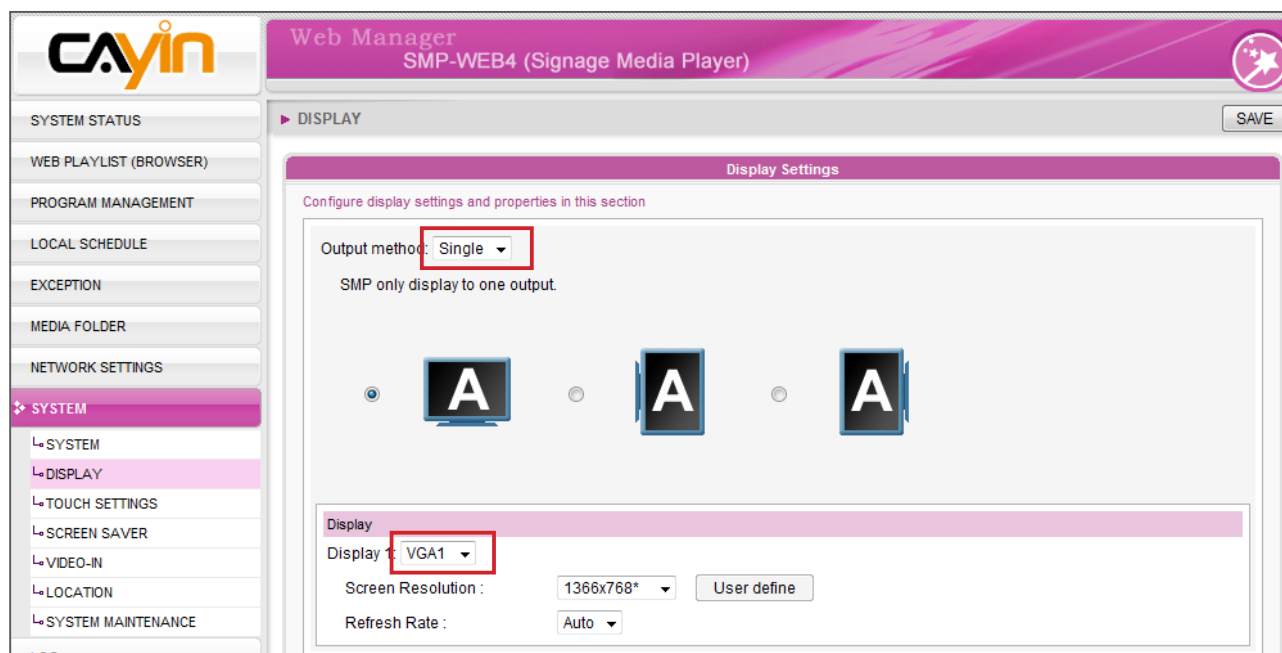 CAYIN
Web Manager
SMP-WEB4 (Signage Media Player)
SYSTEM STATUS
WEB PLAYLIST (BROWSER)
PROGRAM MANAGEMENT
LOCAL SCHEDULE
EXCEPTION
MEDIA FOLDER
NETWORK SETTINGS
SYSTEM
SYSTEM
DISPLAY
TOUCH SETTINGS
SCREEN SAVER
VIDEO-IN
LOCATION
SYSTEM MAINTENANCE
DISPLAY
SAVE
Display Settings
Configure display settings and properties in this section
Output method: Single
SMP only display to one output.
A A A
Display
Display 1: VGA1
Screen Resolution : 1366x768* User define
Refresh Rate : Auto